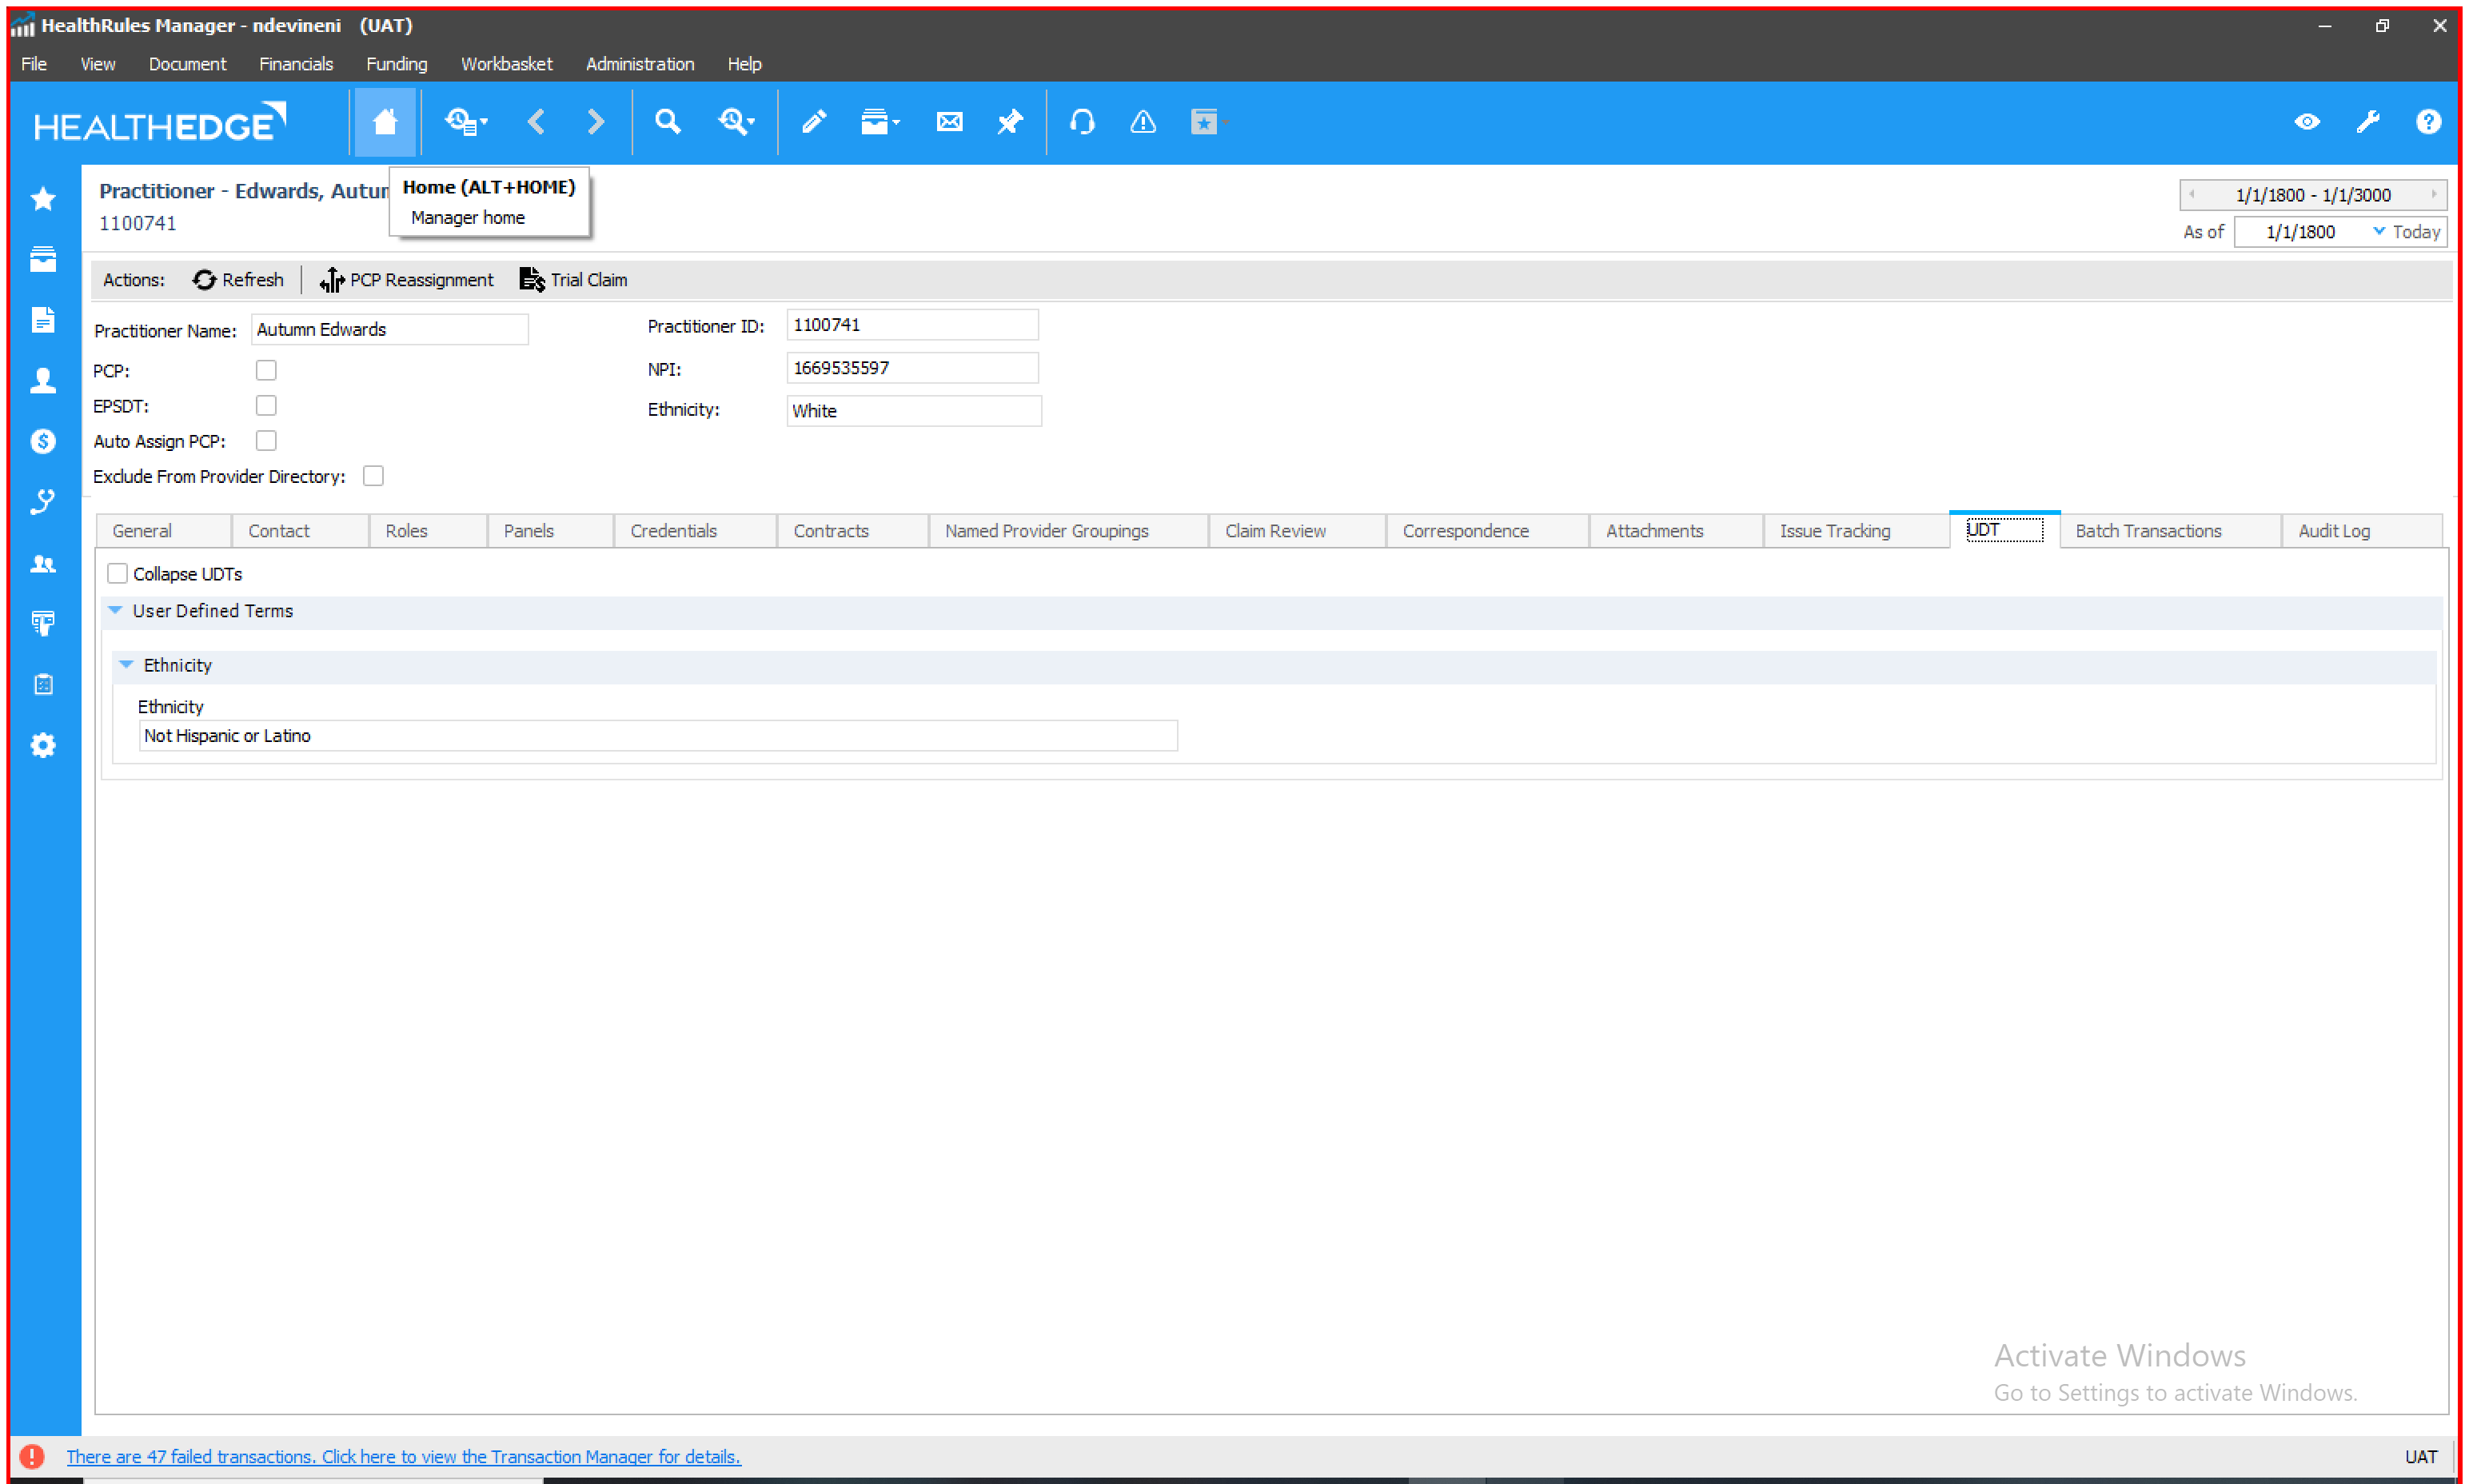 HealthRules Manager - ndevineni (UAT)
File View Document Financials Funding Workbasket Administration Help
HEALTHEDGE
Practitioner - Edwards, Autum
1100741
Home (ALT+HOME)
Manager home
1/1/1800 - 1/1/3000
As of 1/1/1800 Today
Actions: Refresh PCP Reassignment Trial Claim
Practitioner Name: Autumn Edwards
Practitioner ID: 1100741
PCP:
NPI: 1669535597
EPSDT:
Ethnicity: White
Auto Assign PCP:
Exclude From Provider Directory:
General Contact Roles Panels Credentials Contracts Named Provider Groupings Claim Review Correspondence Attachments Issue Tracking UDT Batch Transactions Audit Log
Collapse UDTs
User Defined Terms
Ethnicity
Ethnicity
Not Hispanic or Latino
Activate Windows
Go to Settings to activate Windows.
There are 47 failed transactions. Click here to view the Transaction Manager for details.
UAT